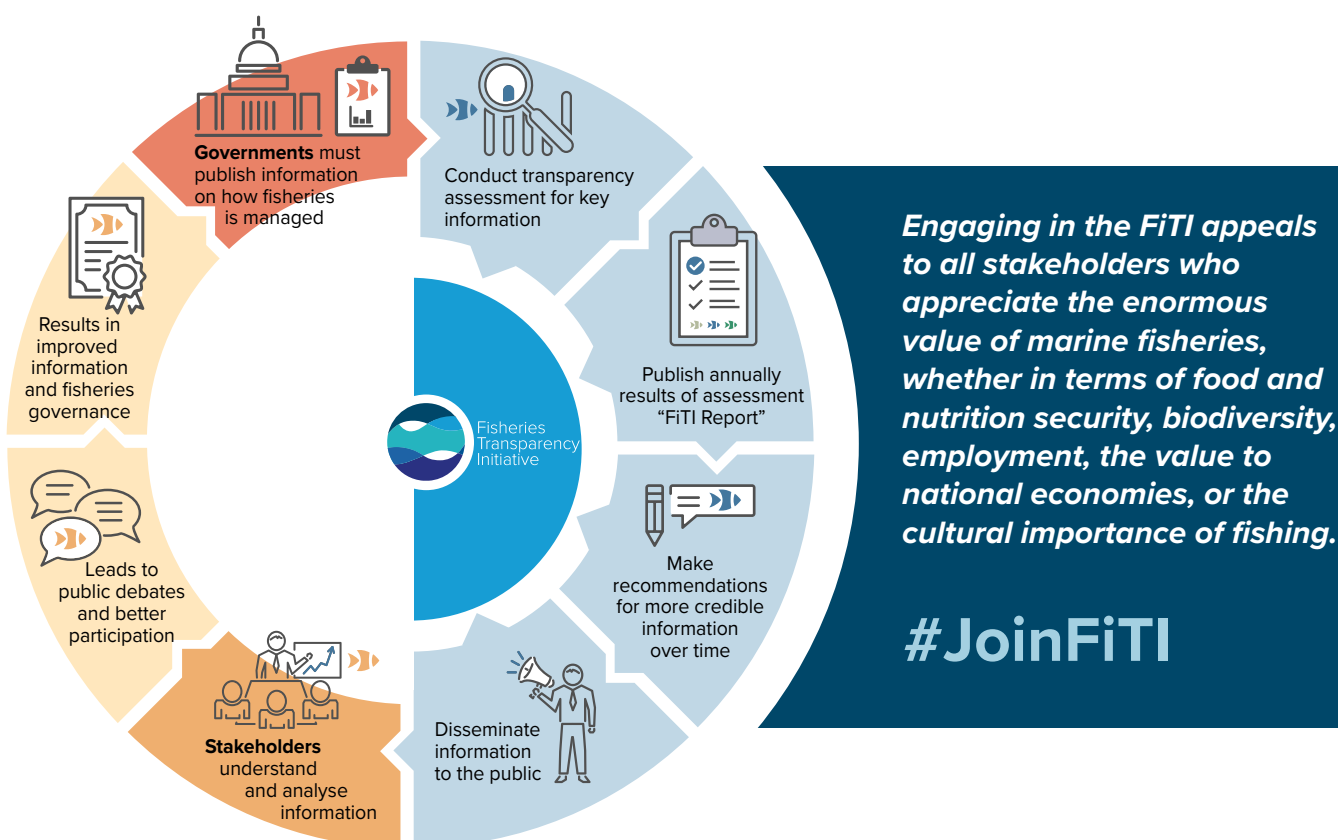 Governments must
publish information
on how fisheries
is managed
Conduct transparency
assessment for key
information
Publish annually
results of assessment
“FiTI Report”
Make
recommendations
for more credible
information
over time
Disseminate
information
to the public
Stakeholders
understand
and analyse
information
Leads to
public debates
and better
participation
Results in
improved
information
and fisheries
governance
Fisheries
Transparency
Initiative
Engaging in the FiTI appeals
to all stakeholders who
appreciate the enormous
value of marine fisheries,
whether in terms of food and
nutrition security, biodiversity,
employment, the value to
national economies, or the
cultural importance of fishing.
#JoinFiTI